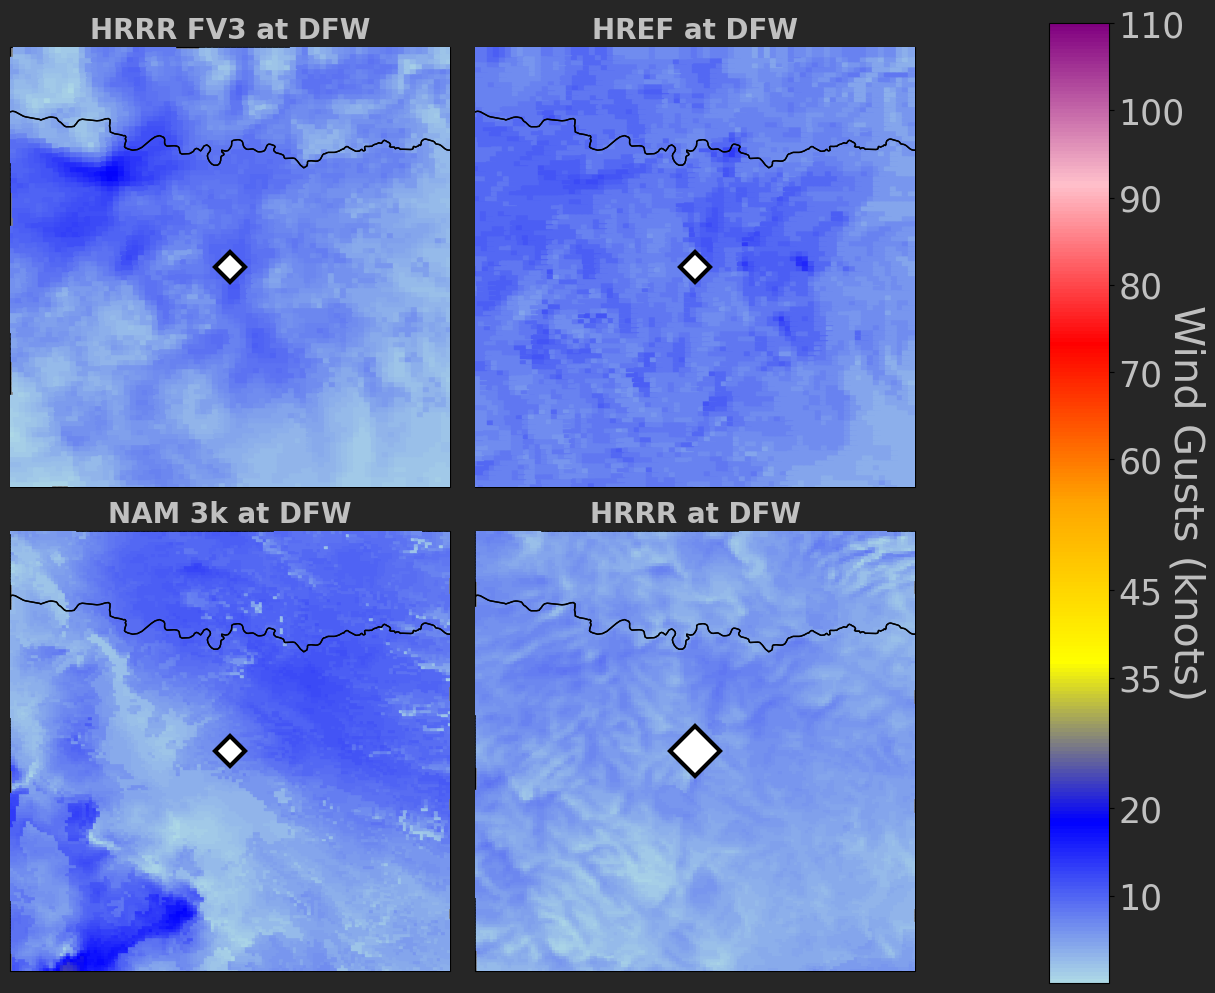 HRRR FV3 at DFW
HREF at DFW
NAM 3k at DFW
HRRR at DFW
110
100
90
80
70
60
45
35
20
10
Wind Gusts (knots)